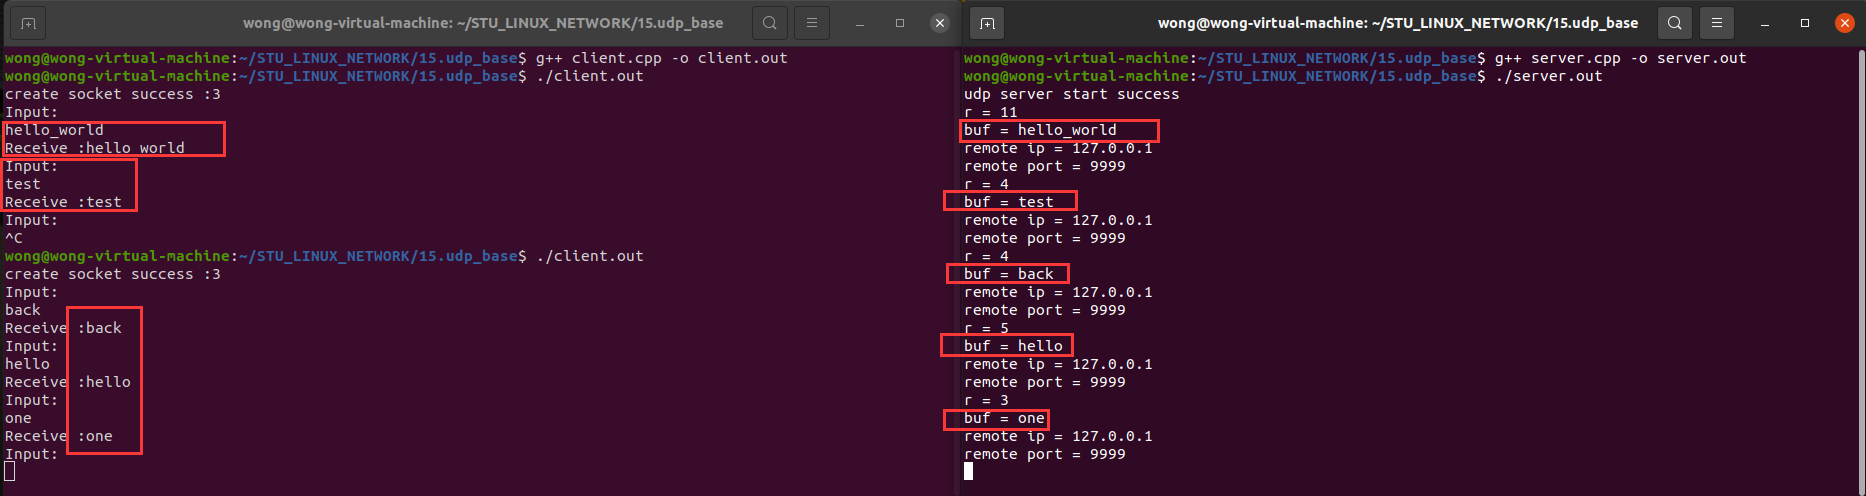 wong@wong-virtual-machine: ~/STU_LINUX_NETWORK/15.udp_base
wong@wong-virtual-machine:~/STU_LINUX_NETWORK/15.udp_base$ g++ client.cpp -o client.out
wong@wong-virtual-machine:~/STU_LINUX_NETWORK/15.udp_base$ ./client.out
create socket success :3
Input:
hello_world
Receive :hello_world
Input:
test
Receive :test
Input:
^C
wong@wong-virtual-machine:~/STU_LINUX_NETWORK/15.udp_base$ ./client.out
create socket success :3
Input:
back
Receive :back
Input:
hello
Receive :hello
Input:
one
Receive :one
Input:
wong@wong-virtual-machine: ~/STU_LINUX_NETWORK/15.udp_base
wong@wong-virtual-machine:~/STU_LINUX_NETWORK/15.udp_base$ g++ server.cpp -o server.out
wong@wong-virtual-machine:~/STU_LINUX_NETWORK/15.udp_base$ ./server.out
udp server start success
r = 11
buf = hello_world
remote ip = 127.0.0.1
remote port = 9999
r = 4
buf = test
remote ip = 127.0.0.1
remote port = 9999
r = 4
buf = back
remote ip = 127.0.0.1
remote port = 9999
r = 5
buf = hello
remote ip = 127.0.0.1
remote port = 9999
r = 3
buf = one
remote ip = 127.0.0.1
remote port = 9999